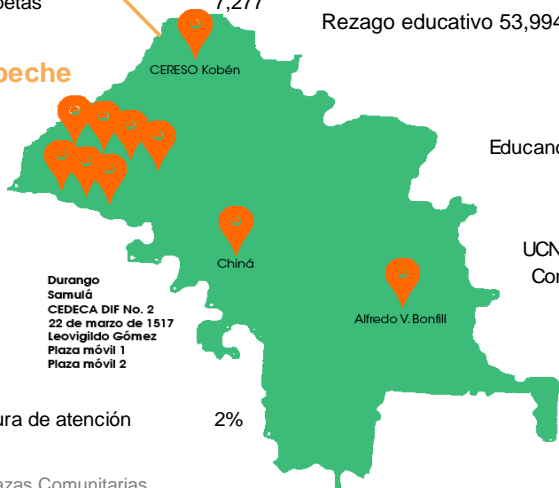 betas 7,277
Rezago educativo 53,994
CERESO Kobén
peche
Educand
UCN
Con
Chiná
Alfredo V. Bonfill
Durango
Samulá
CEDECA DIF No. 2
22 de marzo de 1517
Leovigildo Gómez
Plaza móvil 1
Plaza móvil 2
ura de atención 2%
azas Comunitarias